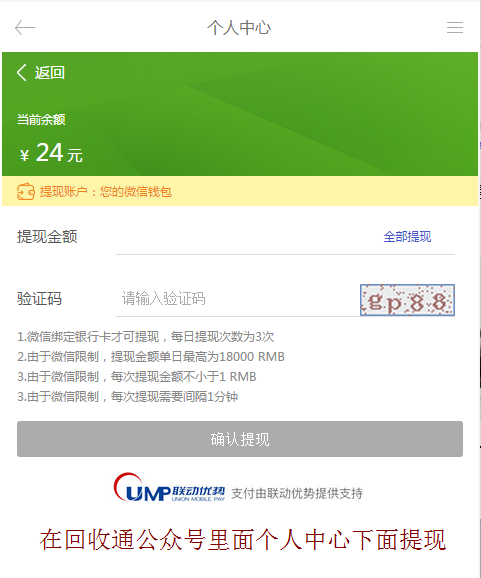 个人中心
返回
当前余额
¥ 24 元
提现账户：您的微信钱包
提现金额 全部提现
验证码 请输入验证码 gp88
1.微信绑定银行卡才可提现，每日提现次数为3次
2.由于微信限制，提现金额单日最高为18000 RMB
3.由于微信限制，每次提现金额不小于1 RMB
3.由于微信限制，每次提现需要间隔1分钟
确认提现
UMP 联动优势 UNION MOBILE PAY 支付由联动优势提供支持
在回收通公众号里面个人中心下面提现